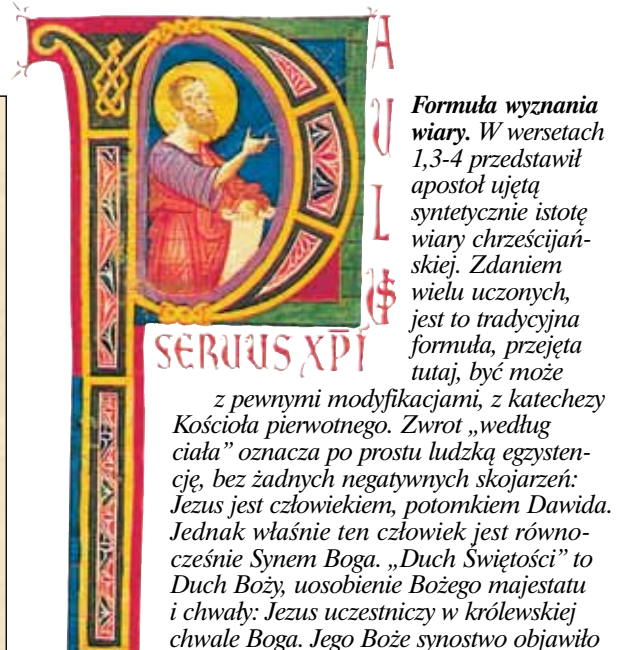 PAULUS
SERUUS XPI
Formuła wyznania
wiary. W wersetach
1,3-4 przedstawił
apostoł ujętą
syntetycznie istotę
wiary chrześcijań-
skiej. Zdaniem
wielu uczonych,
jest to tradycyjna
formuła, przejęta
tutaj, być może
z pewnymi modyfikacjami, z katechezy
Kościoła pierwotnego. Zwrot „według
ciała” oznacza po prostu ludzką egzysten-
cję, bez żadnych negatywnych skojarzeń:
Jezus jest człowiekiem, potomkiem Dawida.
Jednak właśnie ten człowiek jest równo-
cześnie Synem Boga. „Duch Świętości” to
Duch Boży, uosobienie Bożego majestatu
i chwały: Jezus uczestniczy w królewskiej
chwale Boga. Jego Boże synostwo objawiło